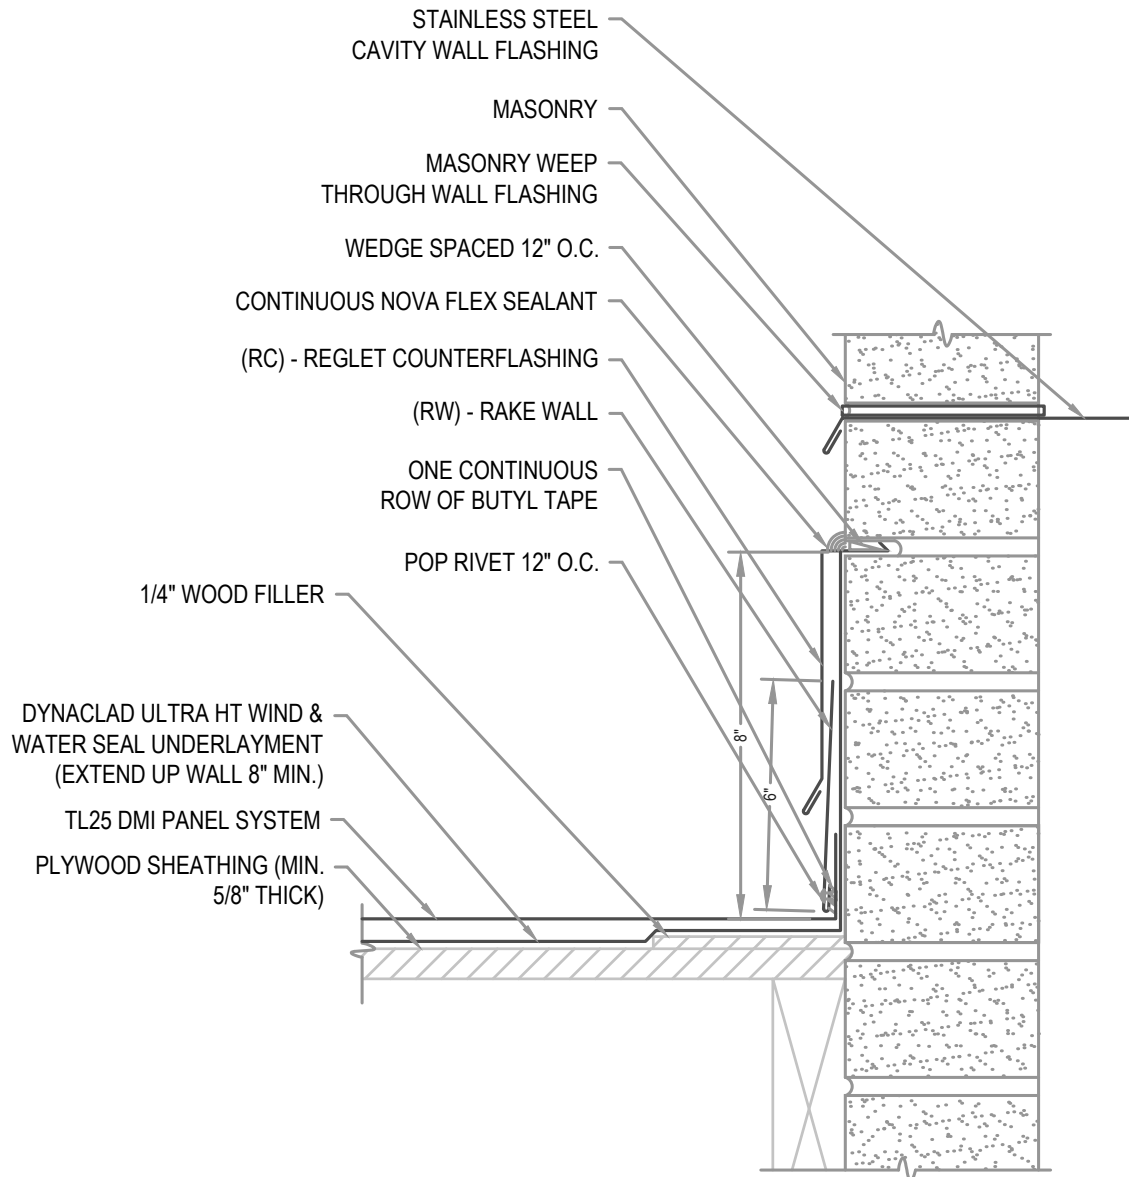 STAINLESS STEEL
CAVITY WALL FLASHING
MASONRY
MASONRY WEEP
THROUGH WALL FLASHING
WEDGE SPACED 12" O.C.
CONTINUOUS NOVA FLEX SEALANT
(RC) - REGLET COUNTERFLASHING
(RW) - RAKE WALL
ONE CONTINUOUS
ROW OF BUTYL TAPE
POP RIVET 12" O.C.
1/4" WOOD FILLER
DYNACLAD ULTRA HT WIND &
WATER SEAL UNDERLAYMENT
(EXTEND UP WALL 8" MIN.)
TL25 DMI PANEL SYSTEM
PLYWOOD SHEATHING (MIN.
5/8" THICK)
8"
6"